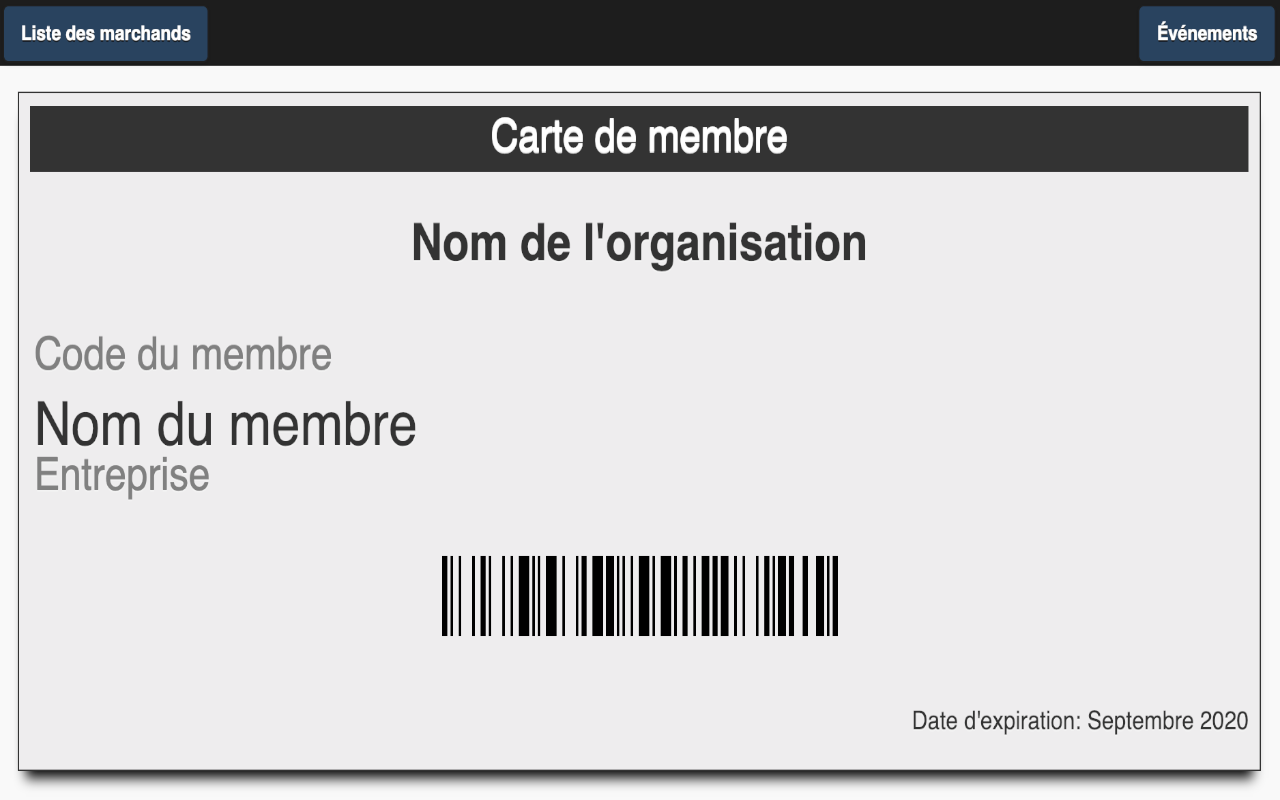 Liste des marchands
Événements
Carte de membre
Nom de l'organisation
Code du membre
Nom du membre
Entreprise
Date d'expiration: Septembre 2020